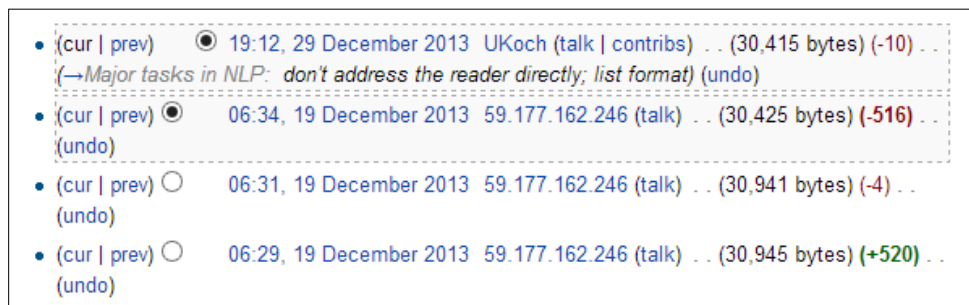 (cur | prev) 19:12, 29 December 2013 UKoch (talk | contribs) . . (30,415 bytes) (-10) . .
(→Major tasks in NLP: don't address the reader directly; list format) (undo)
(cur | prev) 06:34, 19 December 2013 59.177.162.246 (talk) . . (30,425 bytes) (-516) . .
(undo)
(cur | prev) 06:31, 19 December 2013 59.177.162.246 (talk) . . (30,941 bytes) (-4) . .
(undo)
(cur | prev) 06:29, 19 December 2013 59.177.162.246 (talk) . . (30,945 bytes) (+520) . .
(undo)